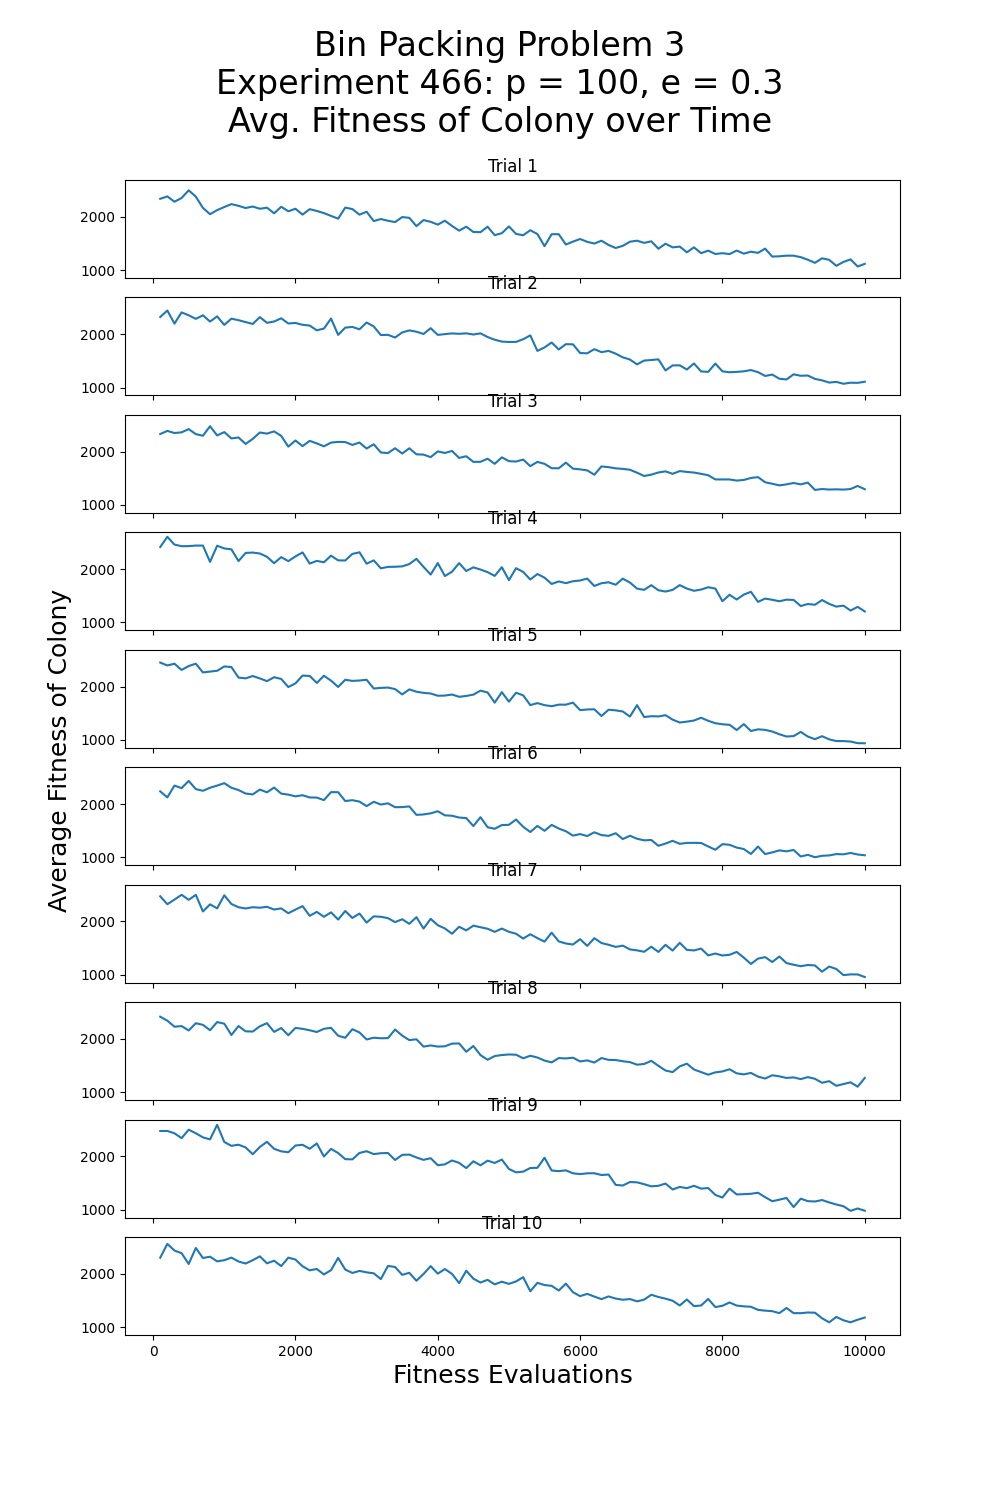 Bin Packing Problem 3
Experiment 466: p = 100, e = 0.3
Avg. Fitness of Colony over Time
Trial 1
2000
1000
Trial 2
2000
1000
Trial 3
2000
1000
Trial 4
2000
1000
Trial 5
2000
1000
Trial 6
2000
1000
Trial 7
2000
1000
Trial 8
2000
1000
Trial 9
2000
1000
Trial 10
2000
1000
0 2000 4000 6000 8000 10000
Fitness Evaluations
Average Fitness of Colony